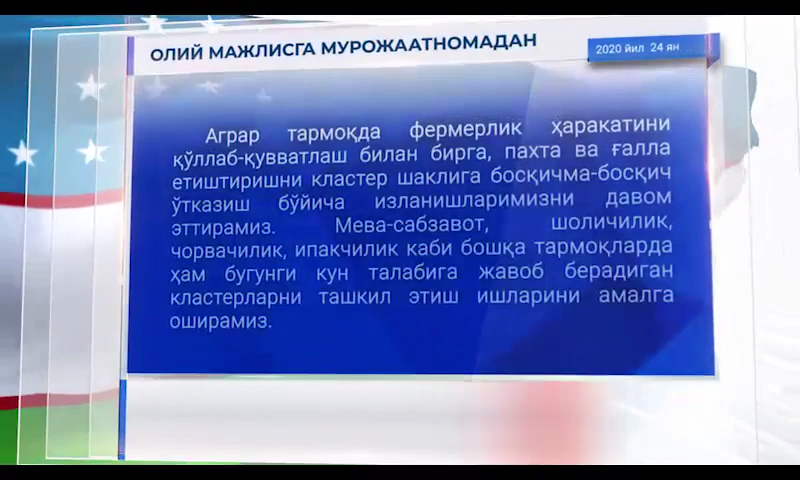 ОЛИЙ МАЖЛИСГА МУРОЖААТНОМАДАН
2020 йил 24 ян
Аграр тармоқда фермерлик ҳаракатини
қўллаб-қувватлаш билан бирга, пахта ва ғалла
етиштиришни кластер шаклига босқичма-босқич
ўтказиш бўйича изланишларимизни давом
эттирамиз. Мева-сабзавот, шоличилик,
чорвачилик, ипакчилик каби бошқа тармоқларда
ҳам бугунги кун талабига жавоб берадиган
кластерларни ташкил этиш ишларини амалга
оширамиз.